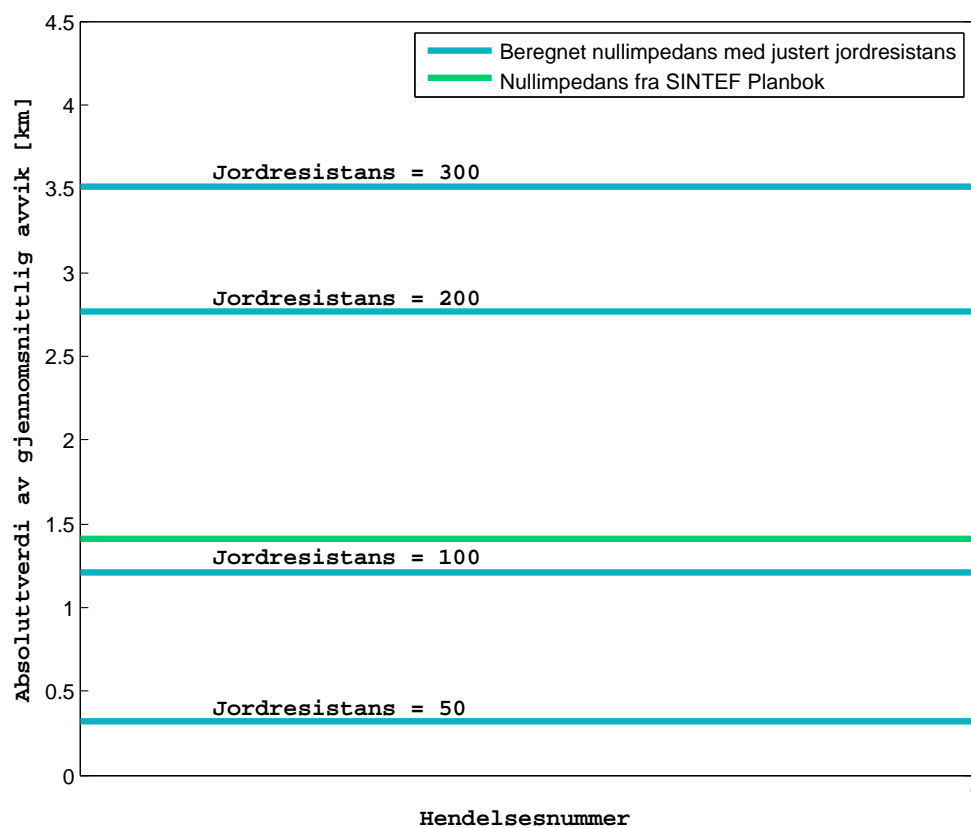 4.5
4
3.5
3
2.5
2
1.5
1
0.5
0
Absoluttverdi av gjennomsnittlig avvik [km]
Beregnet nullimpedans med justert jordresistans
Nullimpedans fra SINTEF Planbok
Jordresistans = 300
Jordresistans = 200
Jordresistans = 100
Jordresistans = 50
Hendelsesnummer